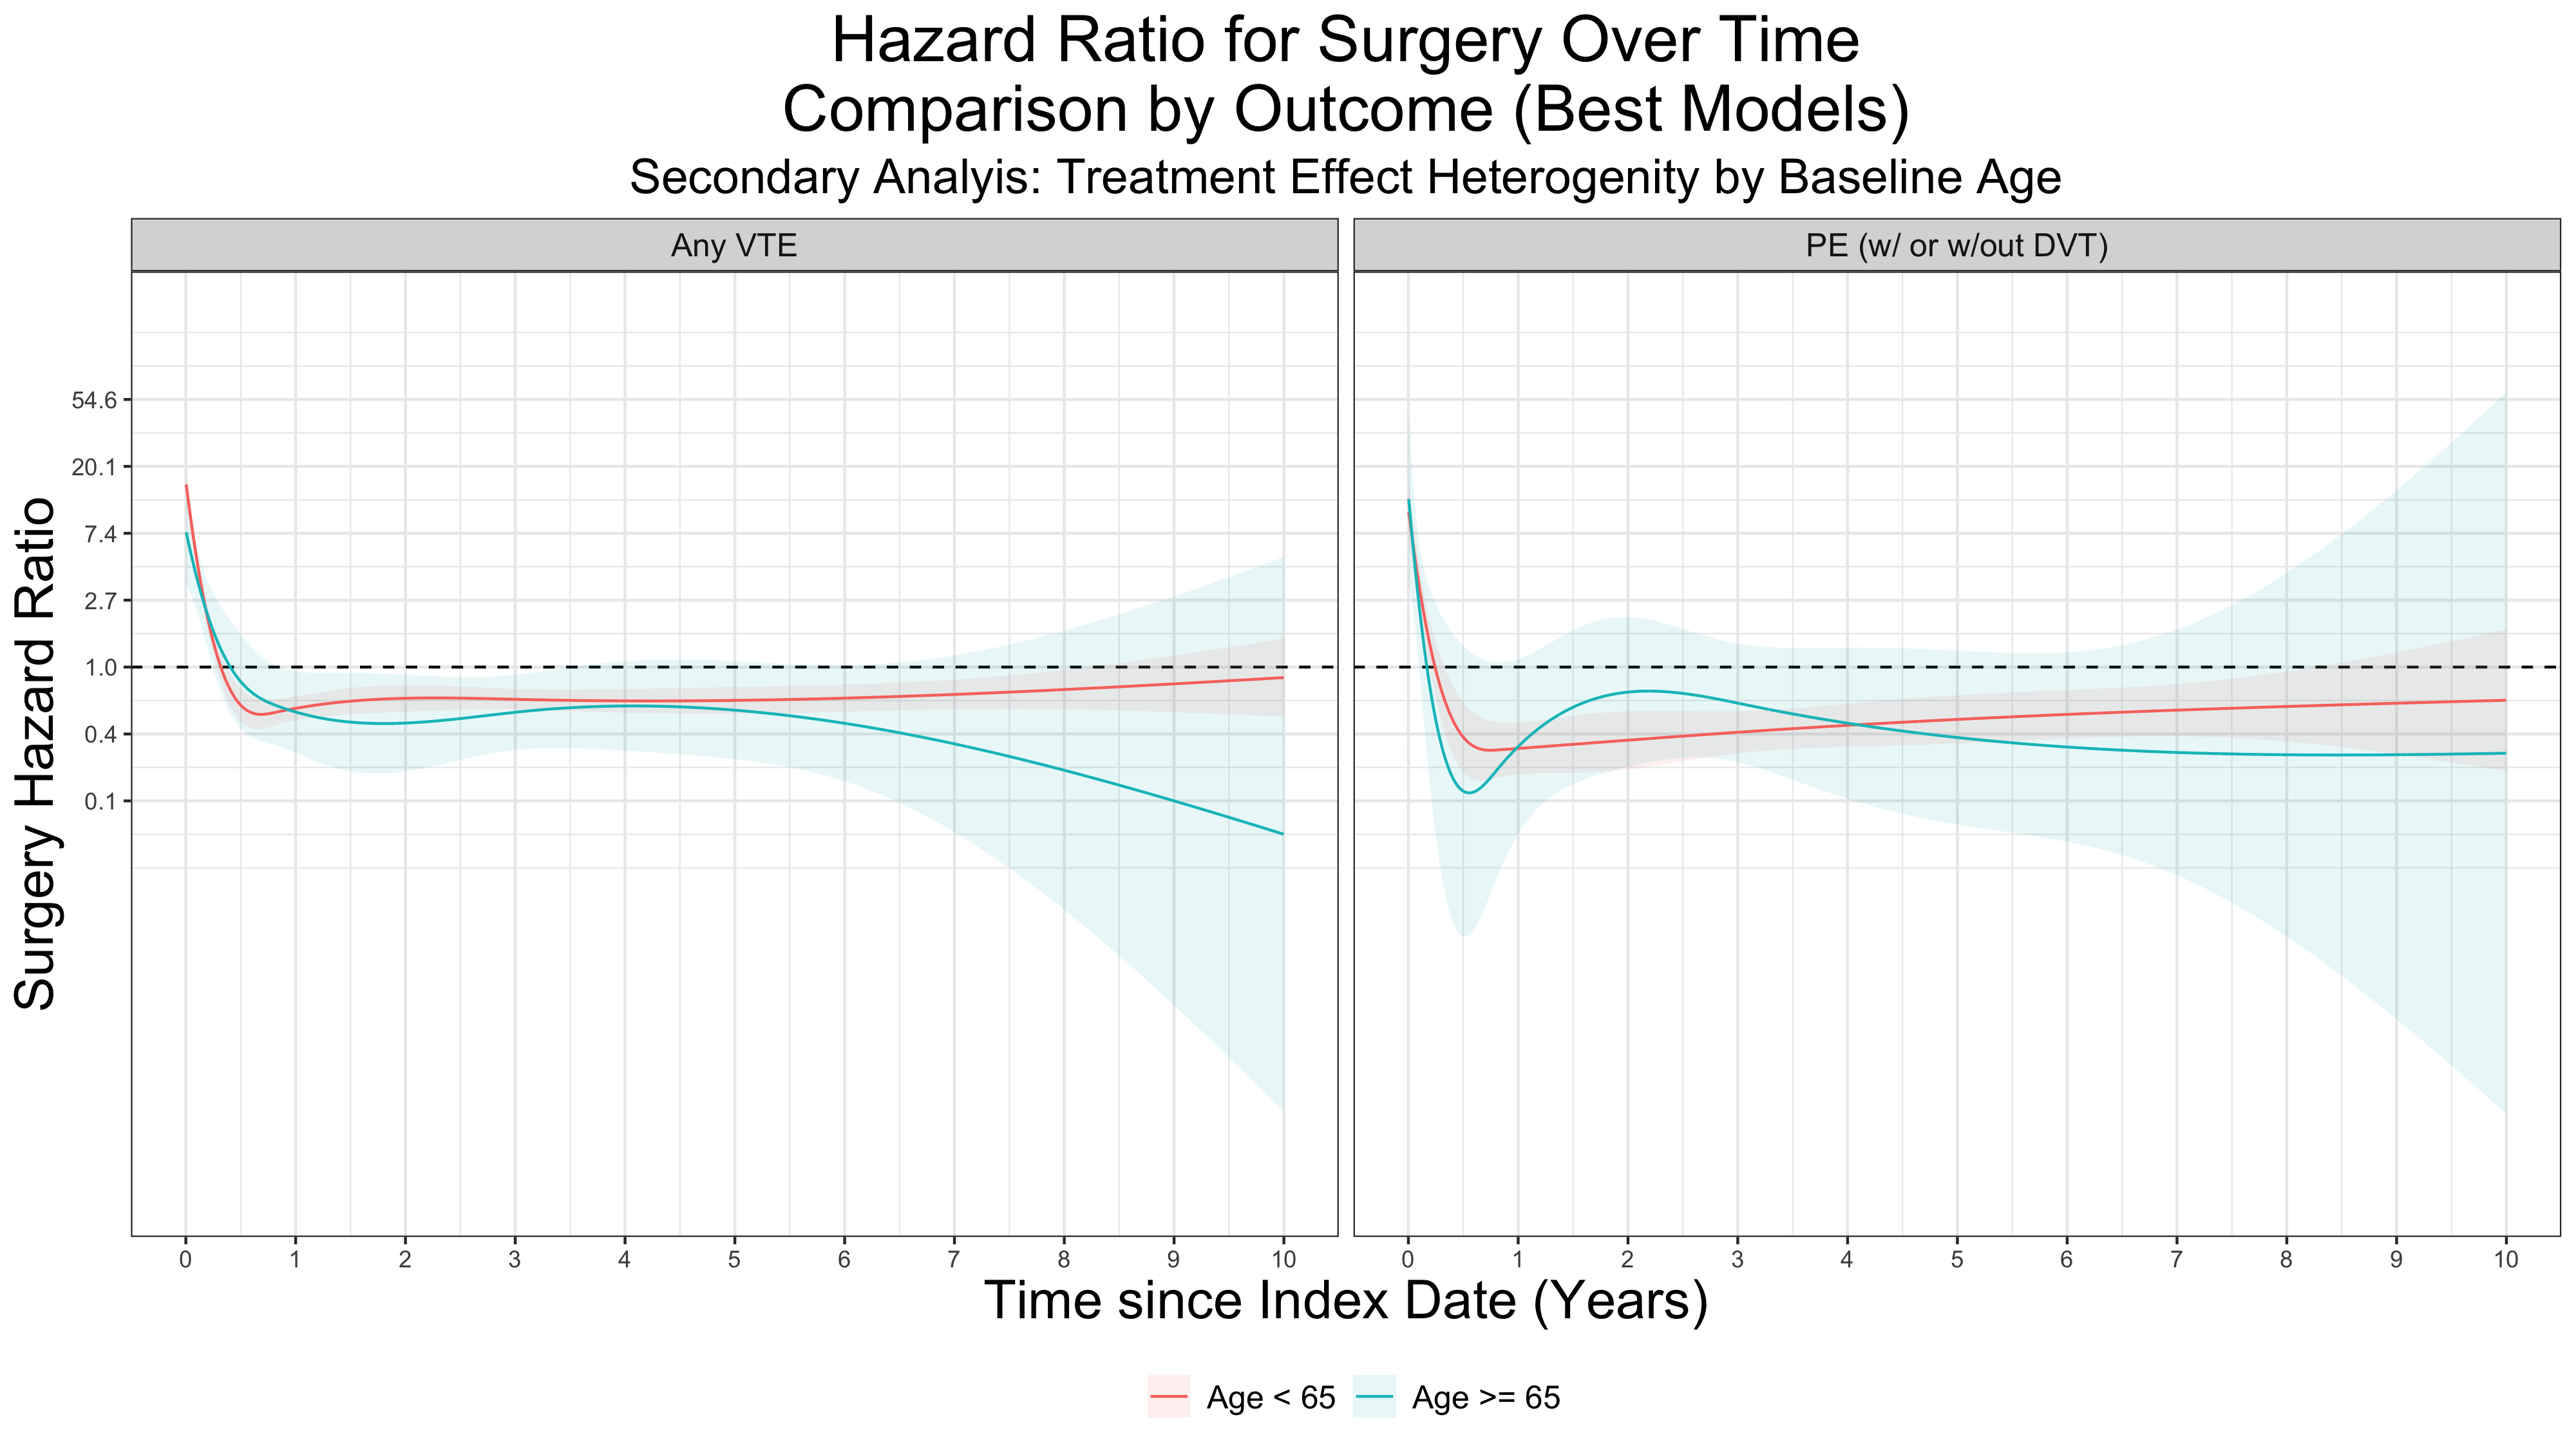 Hazard Ratio for Surgery Over Time
Comparison by Outcome (Best Models)
Secondary Analyis: Treatment Effect Heterogenity by Baseline Age
Any VTE
PE (w/ or w/out DVT)
Surgery Hazard Ratio
54.6
20.1
7.4
2.7
1.0
0.4
0.1
0 1 2 3 4 5 6 7 8 9 10
0 1 2 3 4 5 6 7 8 9 10
Time since Index Date (Years)
Age < 65 Age >= 65